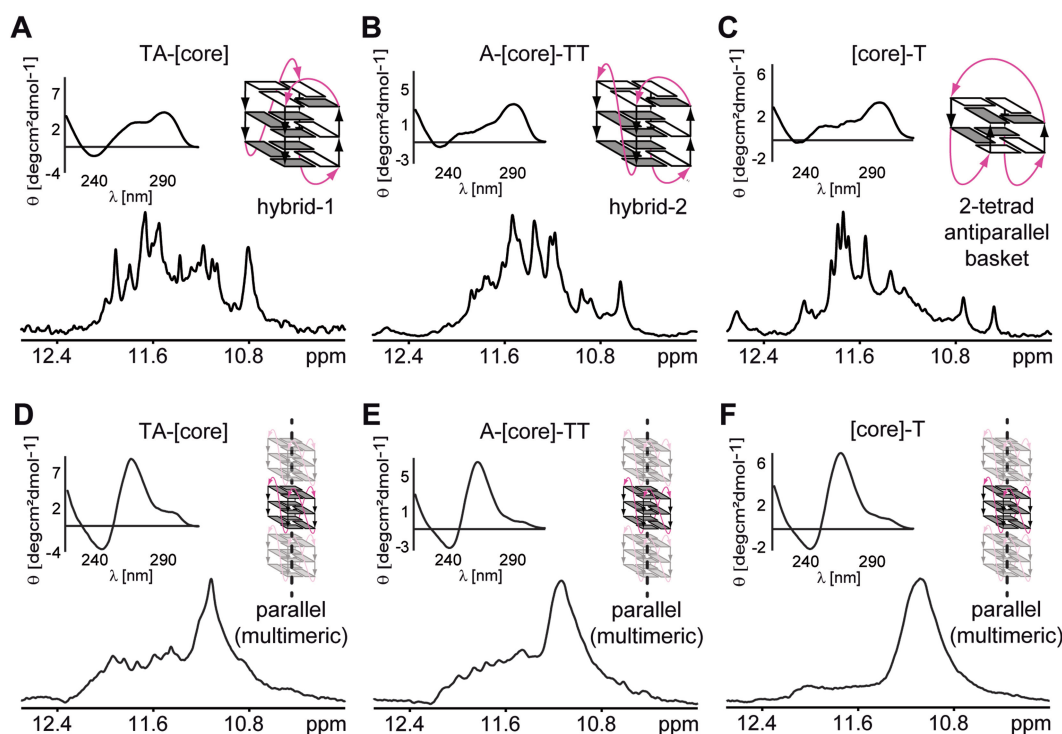 A
TA-[core]
θ [degcm²dmol-1]
7
3
-4
240
290
λ [nm]
hybrid-1
12.4
11.6
10.8
ppm
B
A-[core]-TT
θ [degcm²dmol-1]
5
1
-3
240
290
λ [nm]
hybrid-2
12.4
11.6
10.8
ppm
C
[core]-T
θ [degcm²dmol-1]
6
2
-2
240
290
λ [nm]
2-tetrad
antiparallel
basket
12.4
11.6
10.8
ppm
D
TA-[core]
θ [degcm²dmol-1]
7
3
-4
240
290
λ [nm]
parallel
(multimeric)
12.4
11.6
10.8
ppm
E
A-[core]-TT
θ [degcm²dmol-1]
5
1
-3
240
290
λ [nm]
parallel
(multimeric)
12.4
11.6
10.8
ppm
F
[core]-T
θ [degcm²dmol-1]
6
2
-2
240
290
λ [nm]
parallel
(multimeric)
12.4
11.6
10.8
ppm